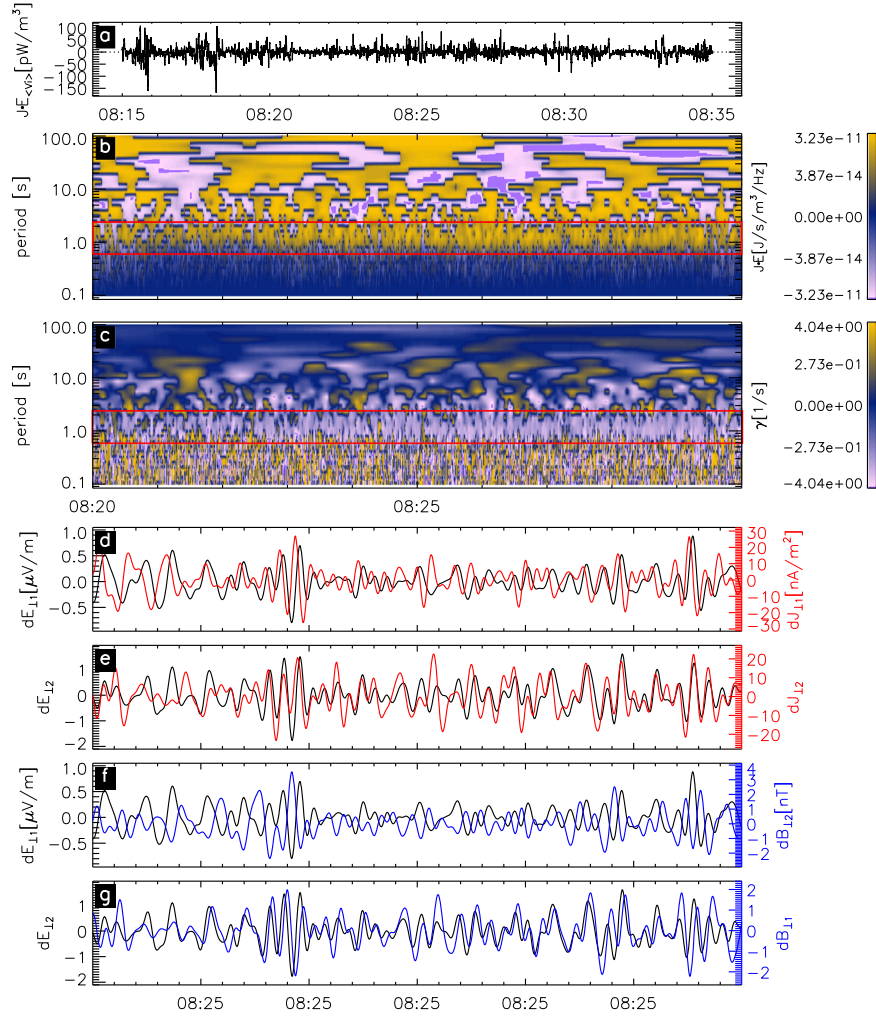 a
J•E<vi>[pW/m³]
100
50
0
−50
−100
−150
08:15
08:20
08:25
08:30
08:35
b
period [s]
100.0
10.0
1.0
0.1
J•E[J/s/m³/Hz]
3.23e−11
3.87e−14
0.00e+00
−3.87e−14
−3.23e−11
c
period [s]
100.0
10.0
1.0
0.1
γ[1/s]
4.04e+00
2.73e−01
0.00e+00
−2.73e−01
−4.04e+00
08:20
08:25
d
dE⊥1[μV/m]
1.0
0.5
0.0
−0.5
30
20
10
0
−10
−20
−30
dJ⊥1[nA/m²]
e
dE⊥2
1
0
−1
−2
20
10
0
−10
−20
dJ⊥2
f
dE⊥1[μV/m]
1.0
0.5
0.0
−0.5
4
3
2
1
0
−1
−2
dB⊥2[nT]
g
dE⊥2
1
0
−1
−2
2
1
0
−1
−2
dB⊥1
08:25
08:25
08:25
08:25
08:25